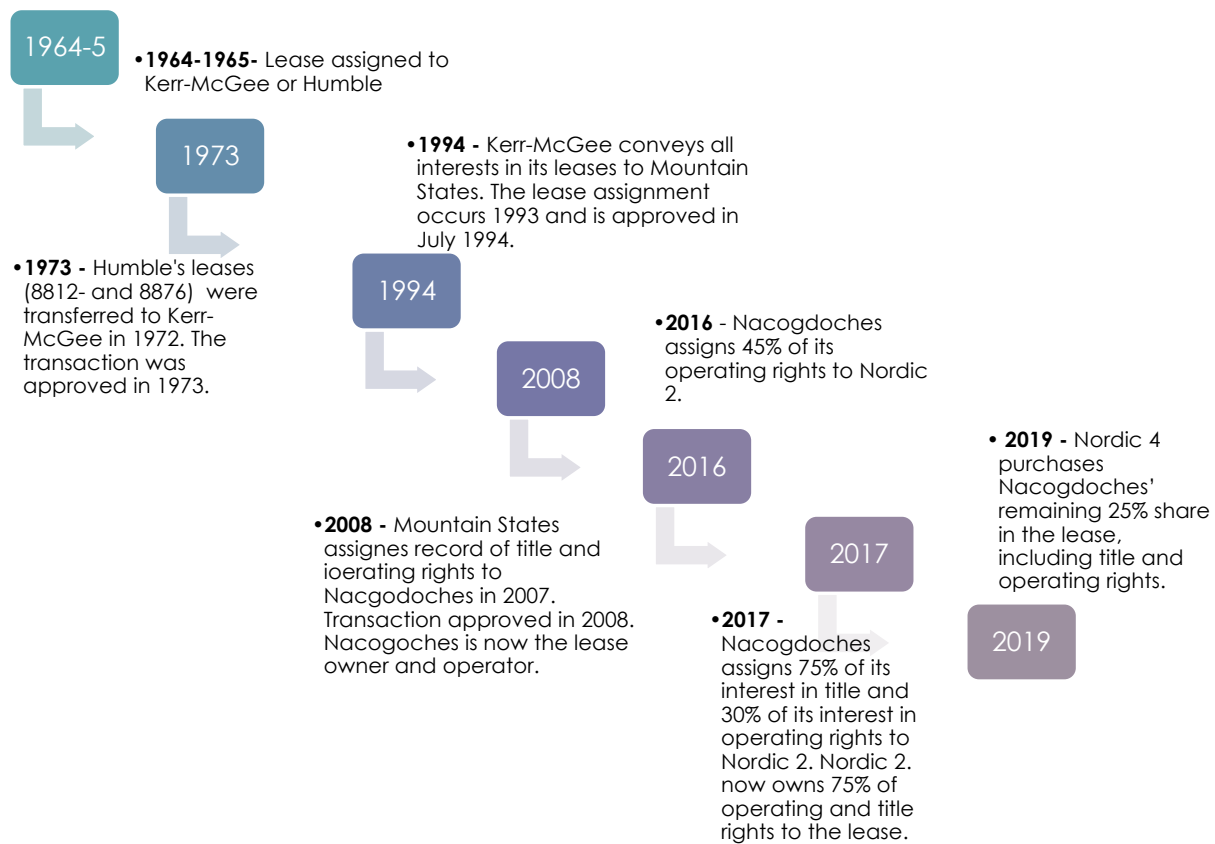 1964-5
•1964-1965- Lease assigned to
Kerr-McGee or Humble
1973
•1973 - Humble's leases
(8812- and 8876)  were
transferred to Kerr-
McGee in 1972. The
transaction was
approved in 1973.
•1994 - Kerr-McGee conveys all
interests in its leases to Mountain
States. The lease assignment
occurs 1993 and is approved in
July 1994.
1994
2008
•2008 - Mountain States
assignes record of title and
ioerating rights to
Nacgodoches in 2007.
Transaction approved in 2008.
Nacogoches is now the lease
owner and operator.
•2016 - Nacogdoches
assigns 45% of its
operating rights to Nordic
2.
2016
2017
•2017 -
Nacogdoches
assigns 75% of its
interest in title and
30% of its interest in
operating rights to
Nordic 2. Nordic 2.
now owns 75% of
operating and title
rights to the lease.
• 2019 - Nordic 4
purchases
Nacogdoches’
remaining 25% share
in the lease,
including title and
operating rights.
2019